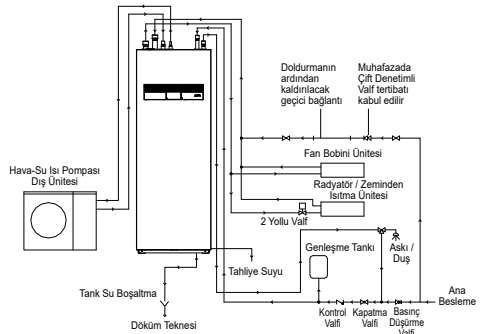 Doldurmanın
ardından
kaldırılacak
geçici bağlantı
Muhafazada
Çift Denetimli
Valf tertibatı
kabul edilir
Hava-Su Isı Pompası
Dış Ünitesi
Fan Bobini Ünitesi
Radyatör / Zeminden
Isıtma Ünitesi
2 Yollu Valf
Genleşme Tankı
Askı /
Duş
Tahliye Suyu
Tank Su Boşaltma
Döküm Teknesi
Ana
Besleme
Kontrol
Valfi
Kapatma
Valfi
Basınç
Düşürme
Valfi